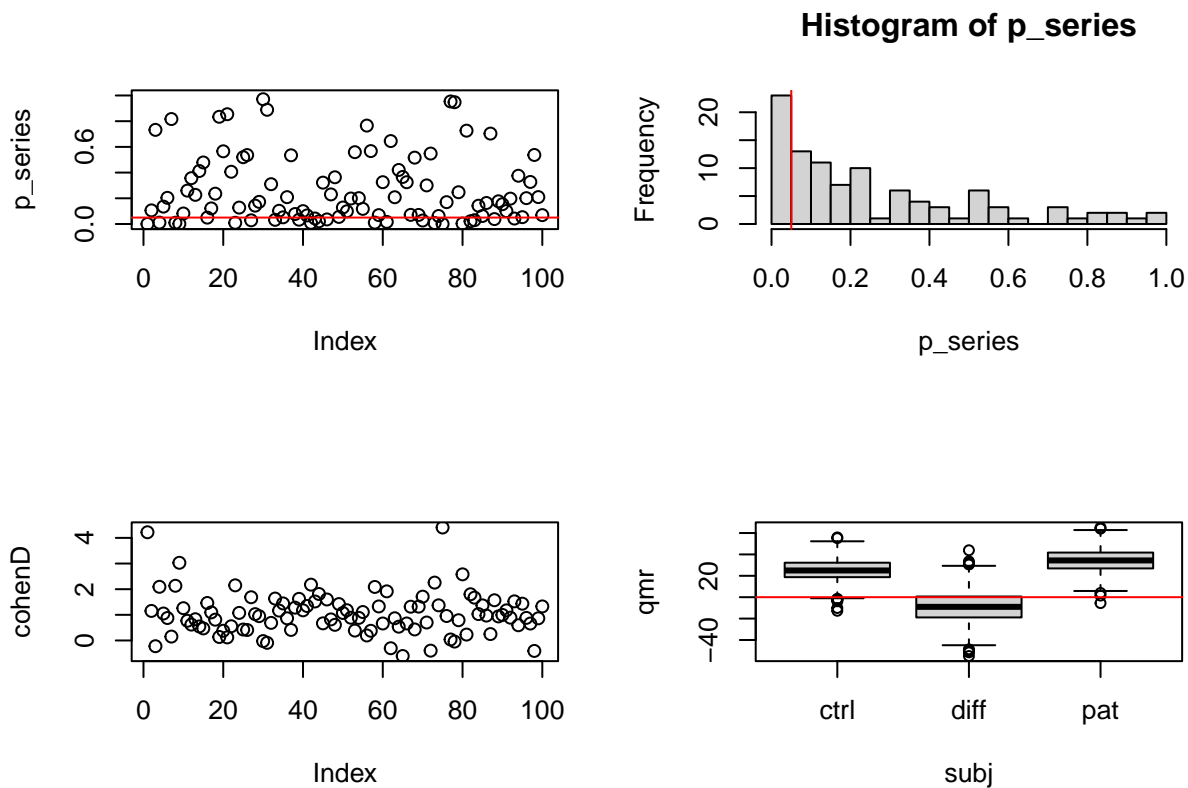 Histogram of p_series
p_series
0.0 0.6
0 20 40 60 80 100
Index
Frequency
0 10 20
0.0 0.2 0.4 0.6 0.8 1.0
p_series
cohenD
0 2 4
0 20 40 60 80 100
Index
qmr
−40 20
ctrl diff pat
subj